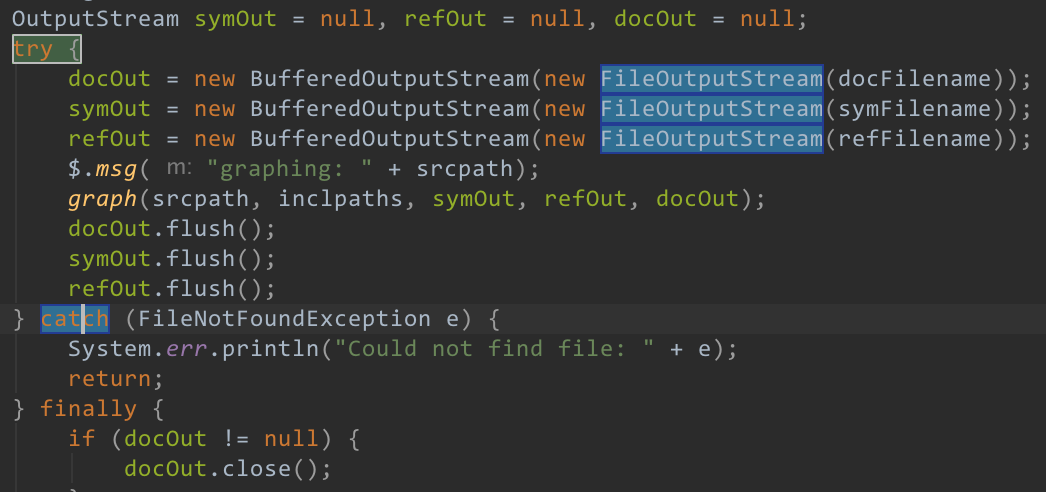 OutputStream symOut = null, refOut = null, docOut = null;
try {
docOut = new BufferedOutputStream(new FileOutputStream(docFilename));
symOut = new BufferedOutputStream(new FileOutputStream(symFilename));
refOut = new BufferedOutputStream(new FileOutputStream(refFilename));
$.msg( m: "graphing: " + srcpath);
graph(srcpath, inclpaths, symOut, refOut, docOut);
docOut.flush();
symOut.flush();
refOut.flush();
} catch (FileNotFoundException e) {
System.err.println("Could not find file: " + e);
return;
} finally {
if (docOut != null) {
docOut.close();